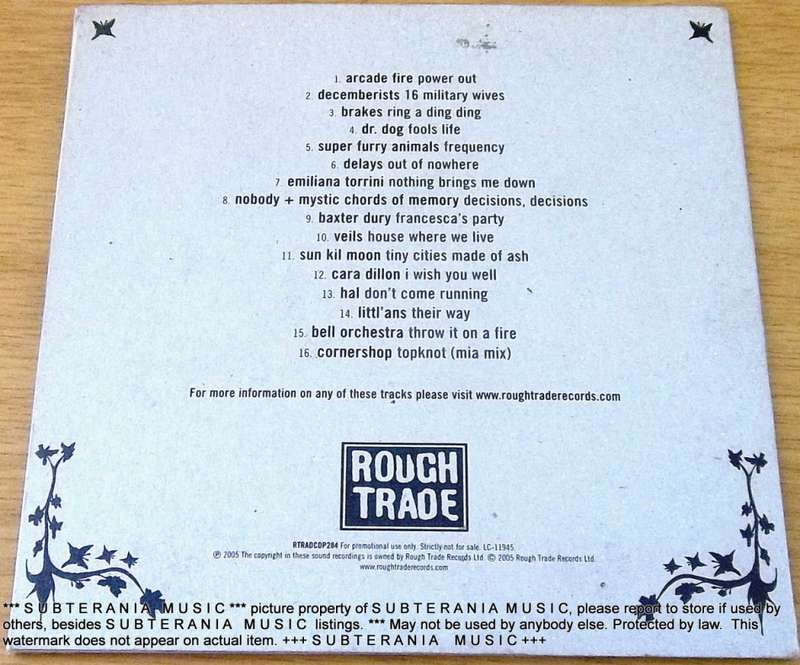 1. arcade fire power out
2. decemberists 16 military wives
3. brakes ring a ding ding
4. dr. dog fools life
5. super furry animals frequency
6. delays out of nowhere
7. emiliana torrini nothing brings me down
8. nobody + mystic chords of memory decisions, decisions
9. baxter dury francesca's party
10. veils house where we live
11. sun kil moon tiny cities made of ash
12. cara dillon i wish you well
13. hal don't come running
14. littl'ans their way
15. bell orchestra throw it on a fire
16. cornershop topknot (mia mix)
For more information on any of these tracks please visit www.roughtraderecords.com
ROUGH
TRADE
RTRADCDP284 For promotional use only. Strictly not for sale. LC-11945.
℗ 2005 The copyright in these sound recordings is owned by Rough Trade Records Ltd. © 2005 Rough Trade Records Ltd.
www.roughtraderecords.com
*** S U B T E R A N I A M U S I C *** picture property of S U B T E R A N I A M U S I C, please report to store if used by
others, besides S U B T E R A N I A M U S I C listings. *** May not be used by anybody else. Protected by law. This
watermark does not appear on actual item. +++ S U B T E R A N I A M U S I C +++